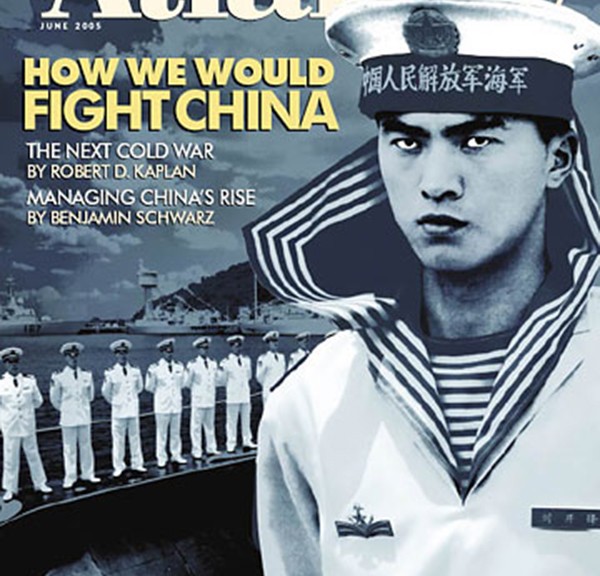 JUNE 2005
中国人民解放军海军
HOW WE WOULD
FIGHT CHINA
THE NEXT COLD WAR
BY ROBERT D. KAPLAN
MANAGING CHINA'S RISE
BY BENJAMIN SCHWARZ